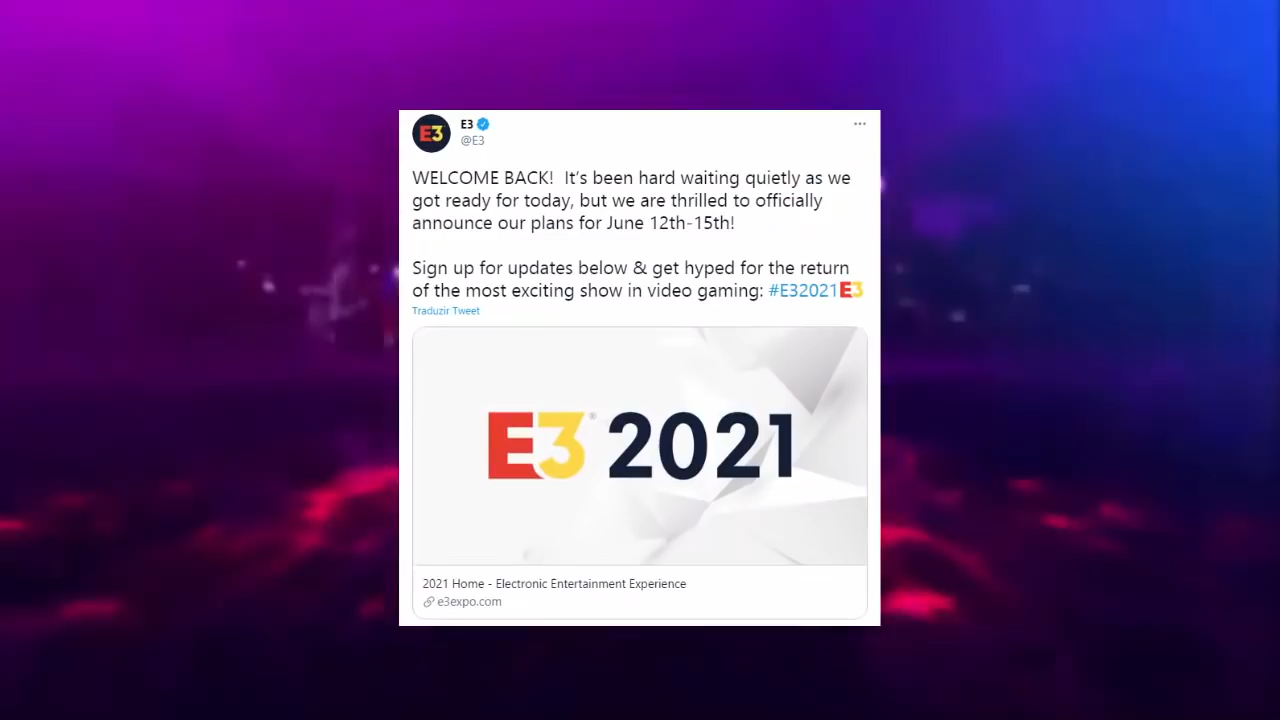 E3
E3
@E3
WELCOME BACK!  It's been hard waiting quietly as we
got ready for today, but we are thrilled to officially
announce our plans for June 12th-15th!
Sign up for updates below & get hyped for the return
of the most exciting show in video gaming: #E32021 E3
Traduzir Tweet
E3® 2021
2021 Home - Electronic Entertainment Experience
e3expo.com